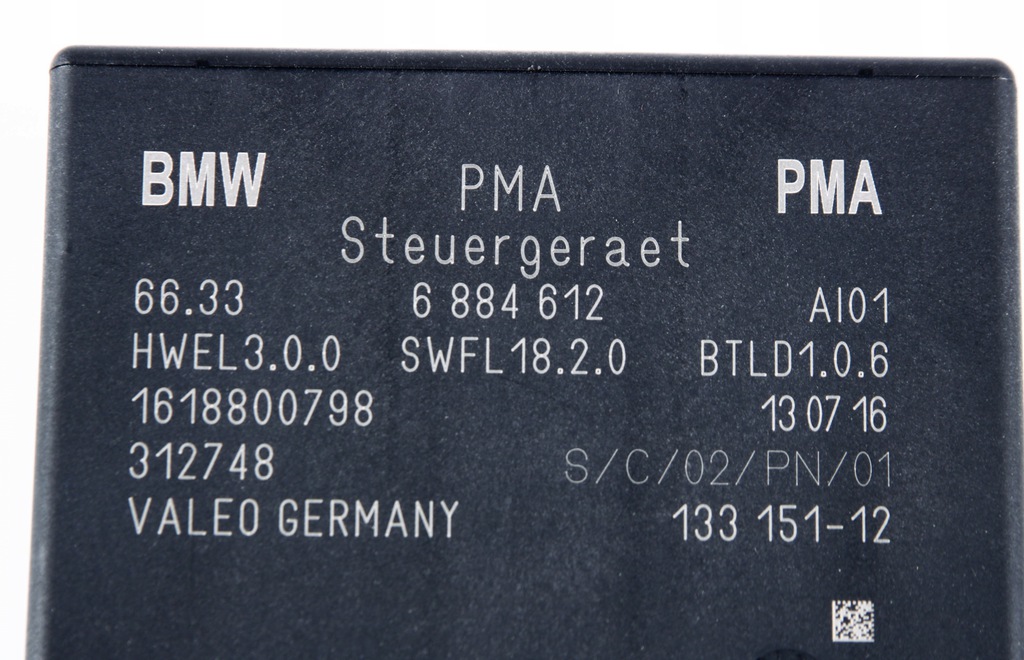 BMW PMA PMA
Steuergeraet
66.33 6 884 612 AI01
HWEL3.0.0 SWFL18.2.0 BTLD1.0.6
1618800798 13 07 16
312748 S/C/02/PN/01
VALEO GERMANY 133 151-12